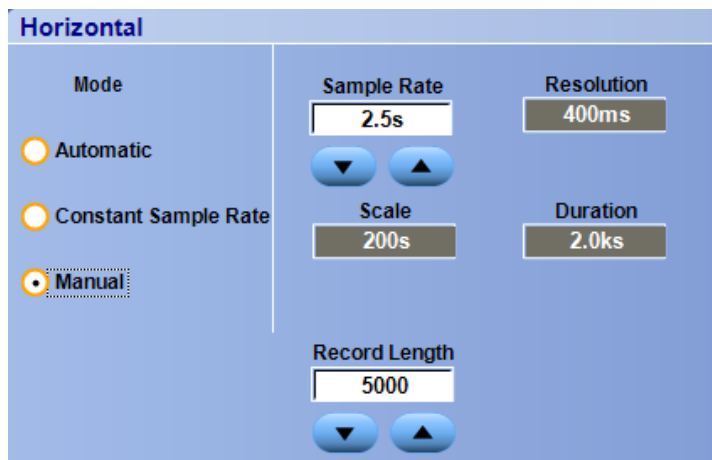 Horizontal
Mode
Automatic
Constant Sample Rate
Manual
Sample Rate
2.5s
Resolution
400ms
Scale
200s
Duration
2.0ks
Record Length
5000